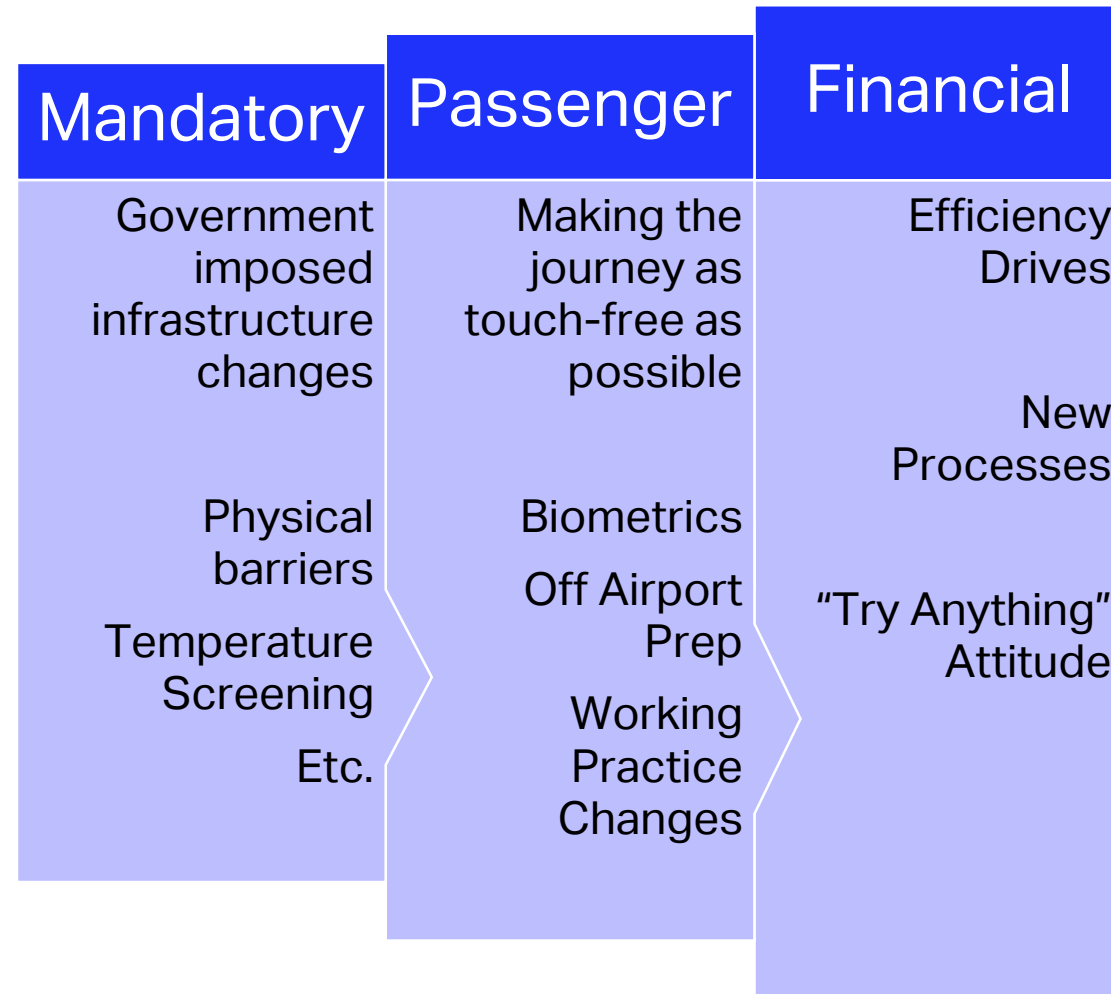 Mandatory
Government
imposed
infrastructure
changes
Physical
barriers
Temperature
Screening
Etc.
Passenger
Making the
journey as
touch-free as
possible
Biometrics
Off Airport
Prep
Working
Practice
Changes
Financial
Efficiency
Drives
New
Processes
“Try Anything”
Attitude